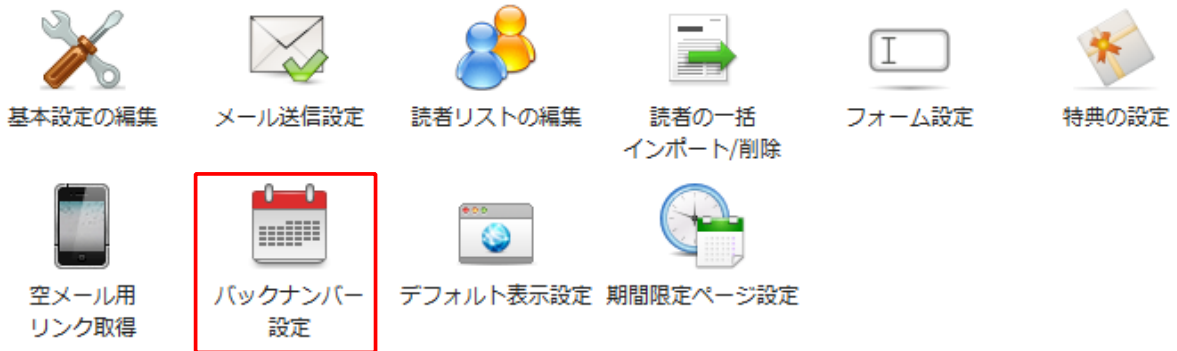 基本設定の編集
メール送信設定
読者リストの編集
読者の一括
インポート/削除
フォーム設定
特典の設定
空メール用
リンク取得
バックナンバー
設定
デフォルト表示設定
期間限定ページ設定